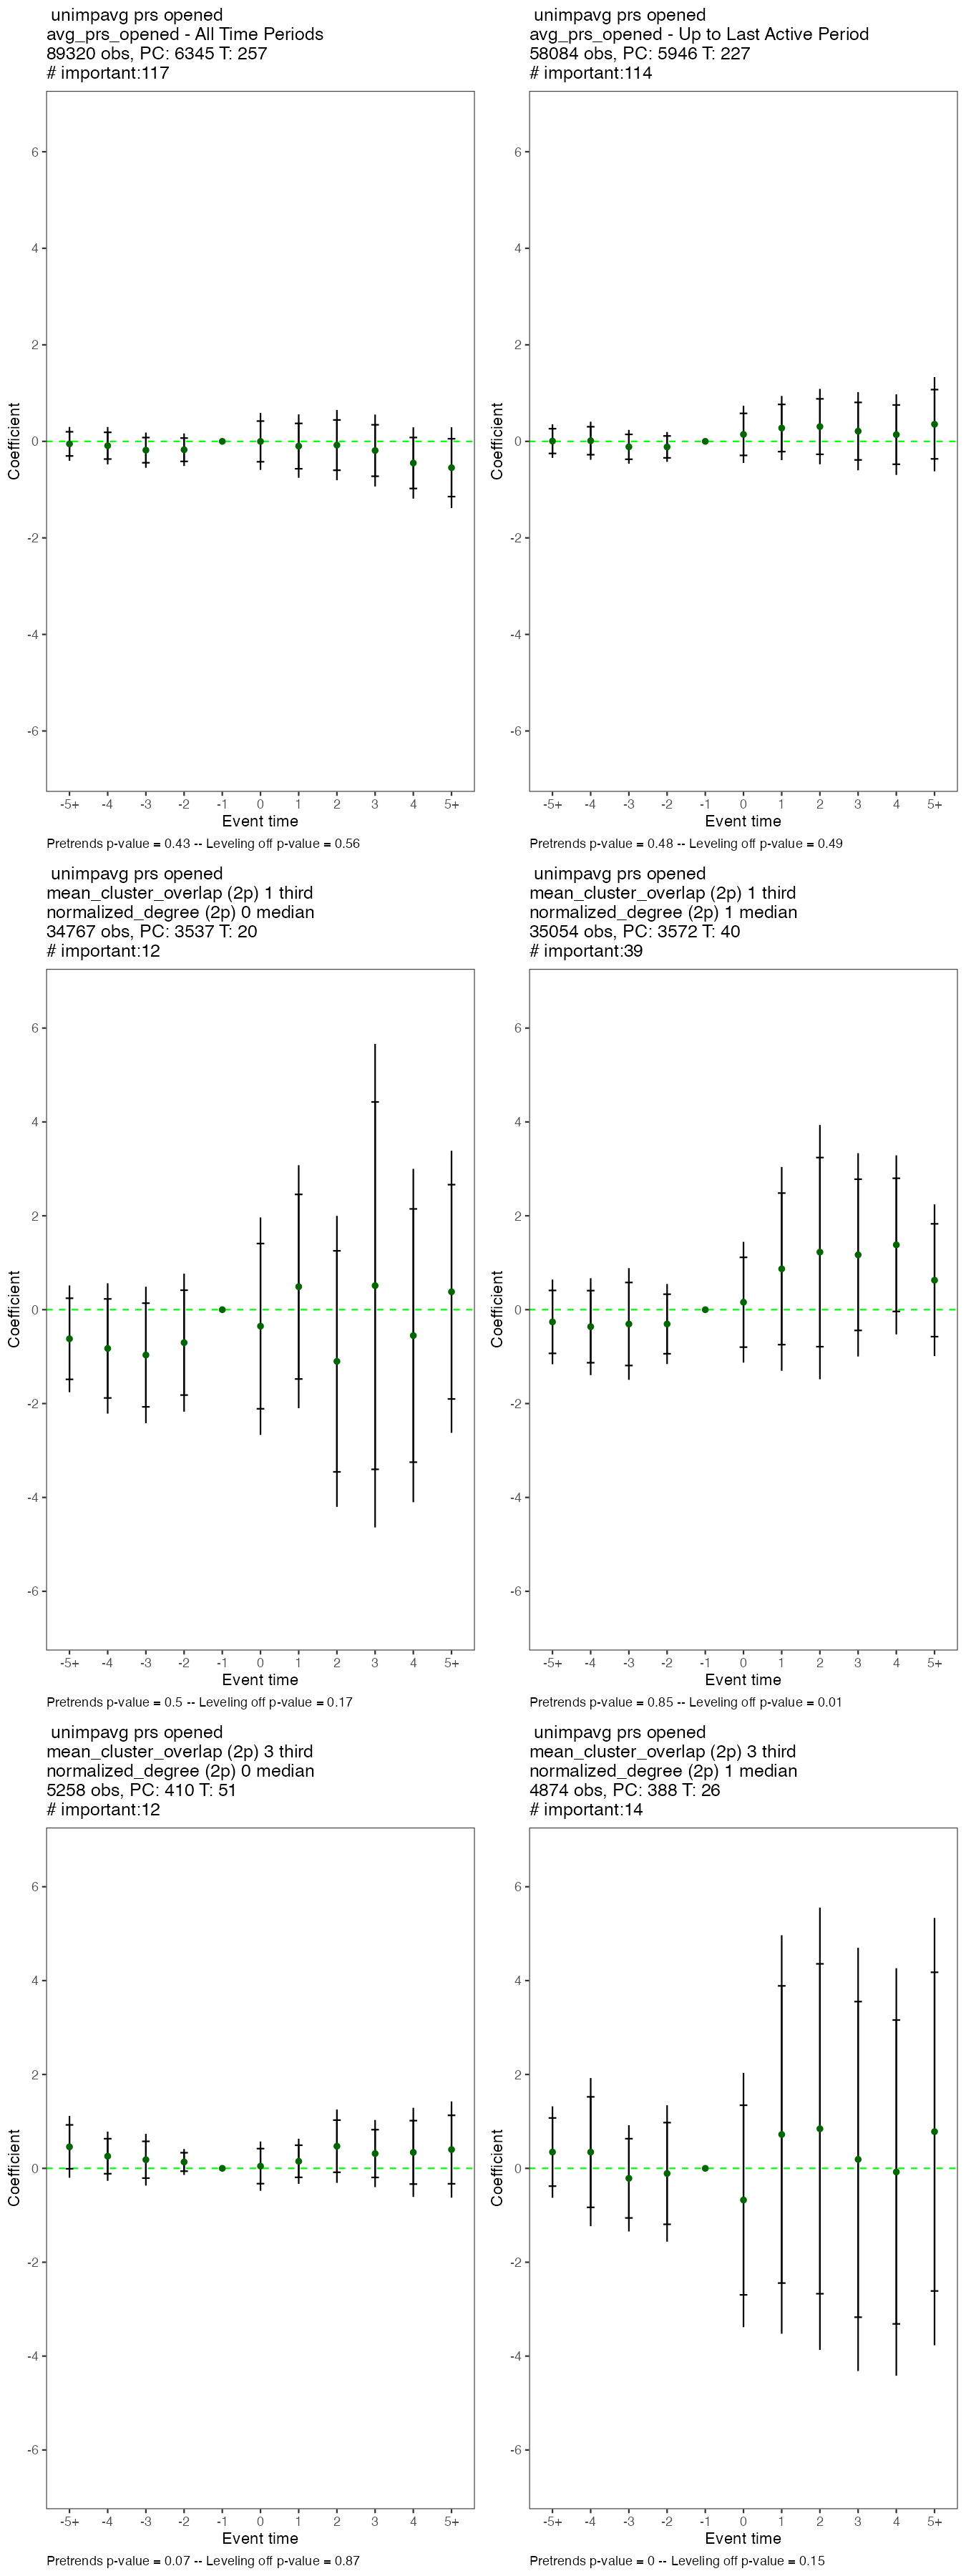 unimpavg prs opened
avg_prs_opened - All Time Periods
89320 obs, PC: 6345 T: 257
# important:117
6
4
2
0
-2
-4
-6
Coefficient
-5+ -4 -3 -2 -1 0 1 2 3 4 5+
Event time
Pretrends p-value = 0.43 -- Leveling off p-value = 0.56
unimpavg prs opened
avg_prs_opened - Up to Last Active Period
58084 obs, PC: 5946 T: 227
# important:114
6
4
2
0
-2
-4
-6
Coefficient
-5+ -4 -3 -2 -1 0 1 2 3 4 5+
Event time
Pretrends p-value = 0.48 -- Leveling off p-value = 0.49
unimpavg prs opened
mean_cluster_overlap (2p) 1 third
normalized_degree (2p) 0 median
34767 obs, PC: 3537 T: 20
# important:12
6
4
2
0
-2
-4
-6
Coefficient
-5+ -4 -3 -2 -1 0 1 2 3 4 5+
Event time
Pretrends p-value = 0.5 -- Leveling off p-value = 0.17
unimpavg prs opened
mean_cluster_overlap (2p) 1 third
normalized_degree (2p) 1 median
35054 obs, PC: 3572 T: 40
# important:39
6
4
2
0
-2
-4
-6
Coefficient
-5+ -4 -3 -2 -1 0 1 2 3 4 5+
Event time
Pretrends p-value = 0.85 -- Leveling off p-value = 0.01
unimpavg prs opened
mean_cluster_overlap (2p) 3 third
normalized_degree (2p) 0 median
5258 obs, PC: 410 T: 51
# important:12
6
4
2
0
-2
-4
-6
Coefficient
-5+ -4 -3 -2 -1 0 1 2 3 4 5+
Event time
Pretrends p-value = 0.07 -- Leveling off p-value = 0.87
unimpavg prs opened
mean_cluster_overlap (2p) 3 third
normalized_degree (2p) 1 median
4874 obs, PC: 388 T: 26
# important:14
6
4
2
0
-2
-4
-6
Coefficient
-5+ -4 -3 -2 -1 0 1 2 3 4 5+
Event time
Pretrends p-value = 0 -- Leveling off p-value = 0.15